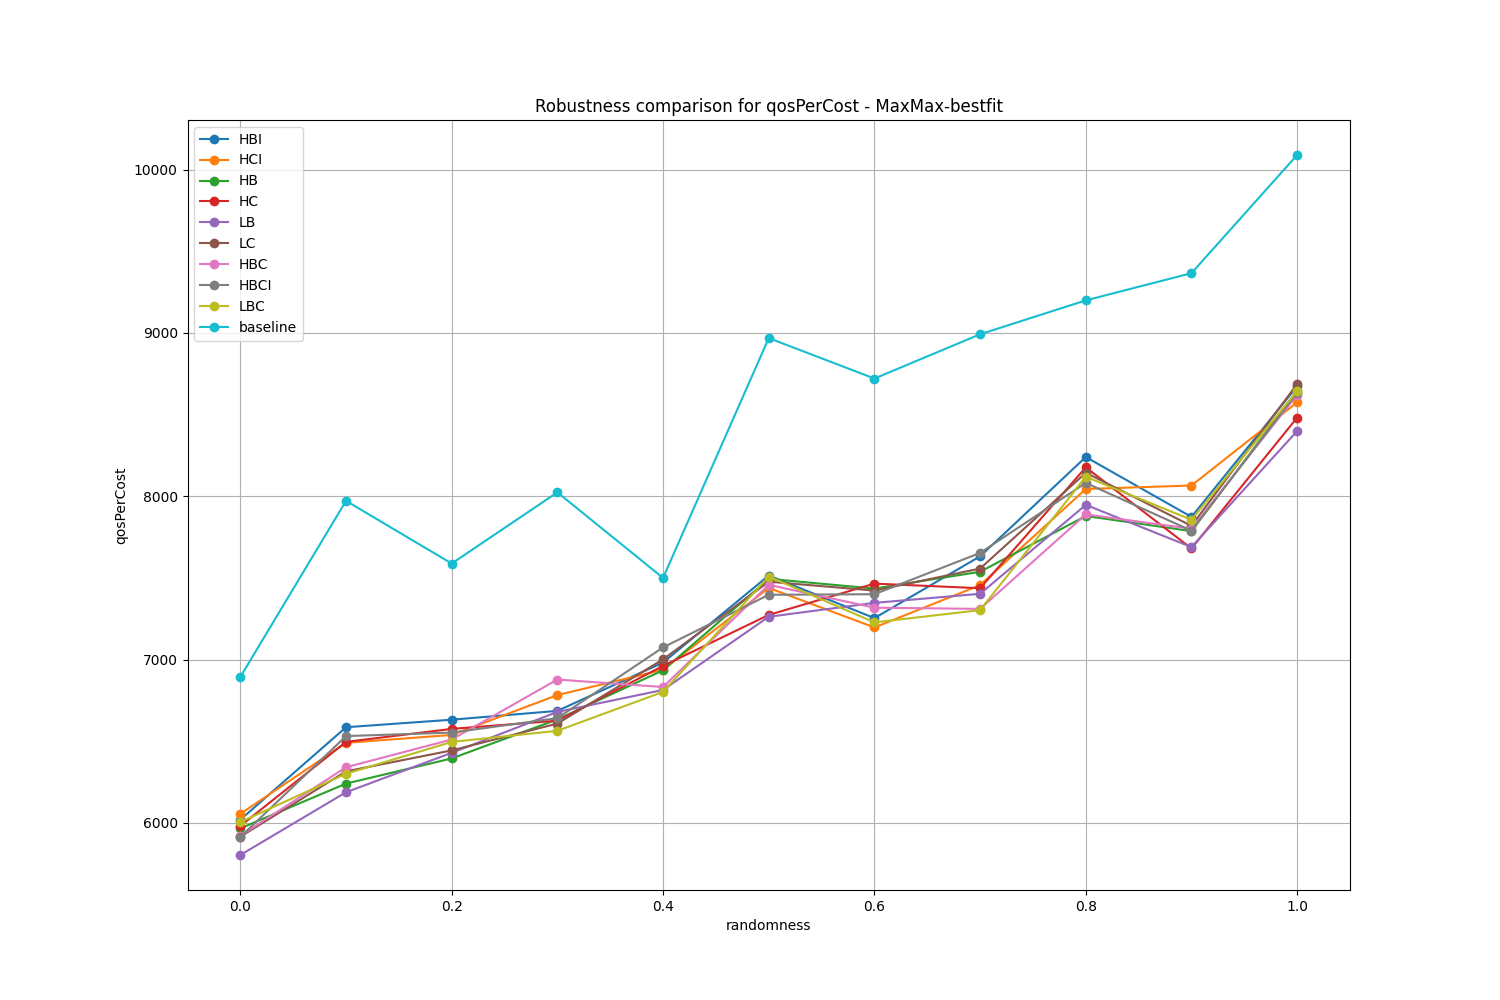 Robustness comparison for qosPerCost - MaxMax-bestfit
HBI
HCI
HB
HC
LB
LC
HBC
HBCI
LBC
baseline
10000
9000
8000
7000
6000
qosPerCost
0.0 0.2 0.4 0.6 0.8 1.0
randomness